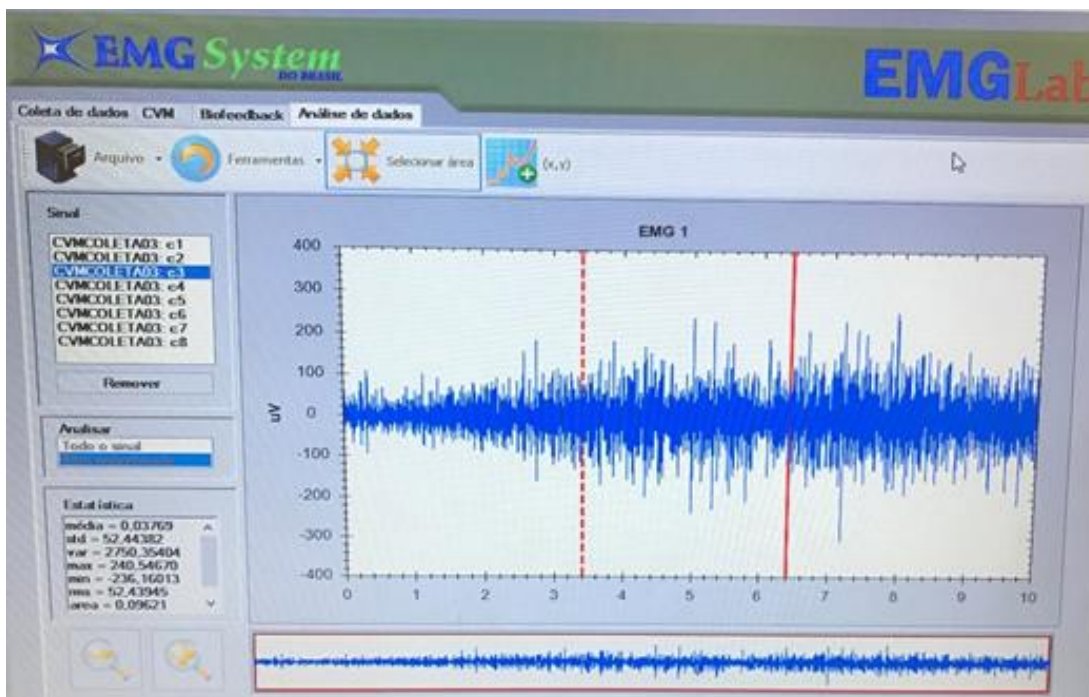 EMG System
DO BRASIL
EMGLab
Coleta de dados CVM Biofeedback Análise de dados
Arquivo Ferramentas Selecionar área (x,y)
Sinal
CVMCOLETA03: c1
CVMCOLETA03: c2
CVMCOLETA03: c3
CVMCOLETA03: c4
CVMCOLETA03: c5
CVMCOLETA03: c6
CVMCOLETA03: c7
CVMCOLETA03: c8
Remover
Analisar
Todo o sinal
Estatística
média = 0,03769
std = 52,44382
var = 2750,35404
max = 240,54670
min = -236,16013
rms = 52,43945
area = 0,09621
EMG 1
400
300
200
100
0
-100
-200
-300
-400
uV
0 1 2 3 4 5 6 7 8 9 10